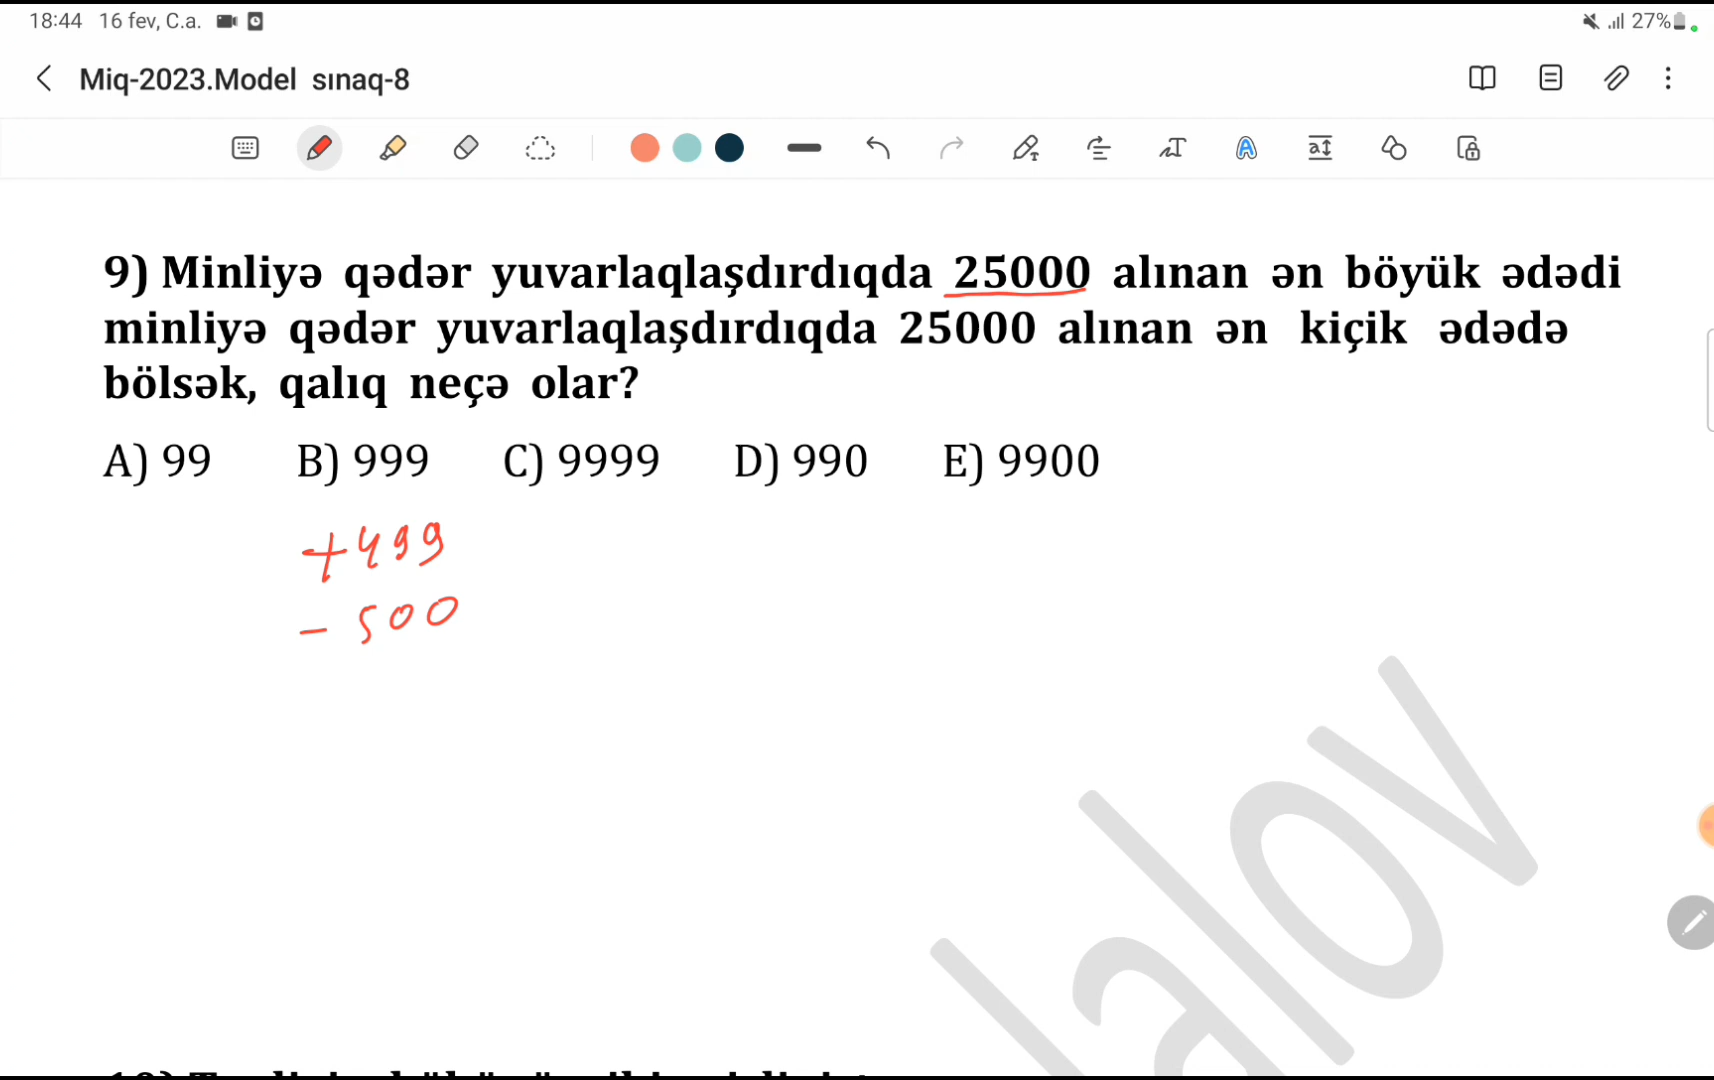 18:44 16 fev, C.a. 27%
Miq-2023.Model sınaq-8
9) Minliyə qədər yuvarlaqlaşdırdıqda 25000 alınan ən böyük ədədi
minliyə qədər yuvarlaqlaşdırdıqda 25000 alınan ən kiçik ədədə
bölsək, qalıq neçə olar?
A) 99 B) 999 C) 9999 D) 990 E) 9900
+499
- 500
alov